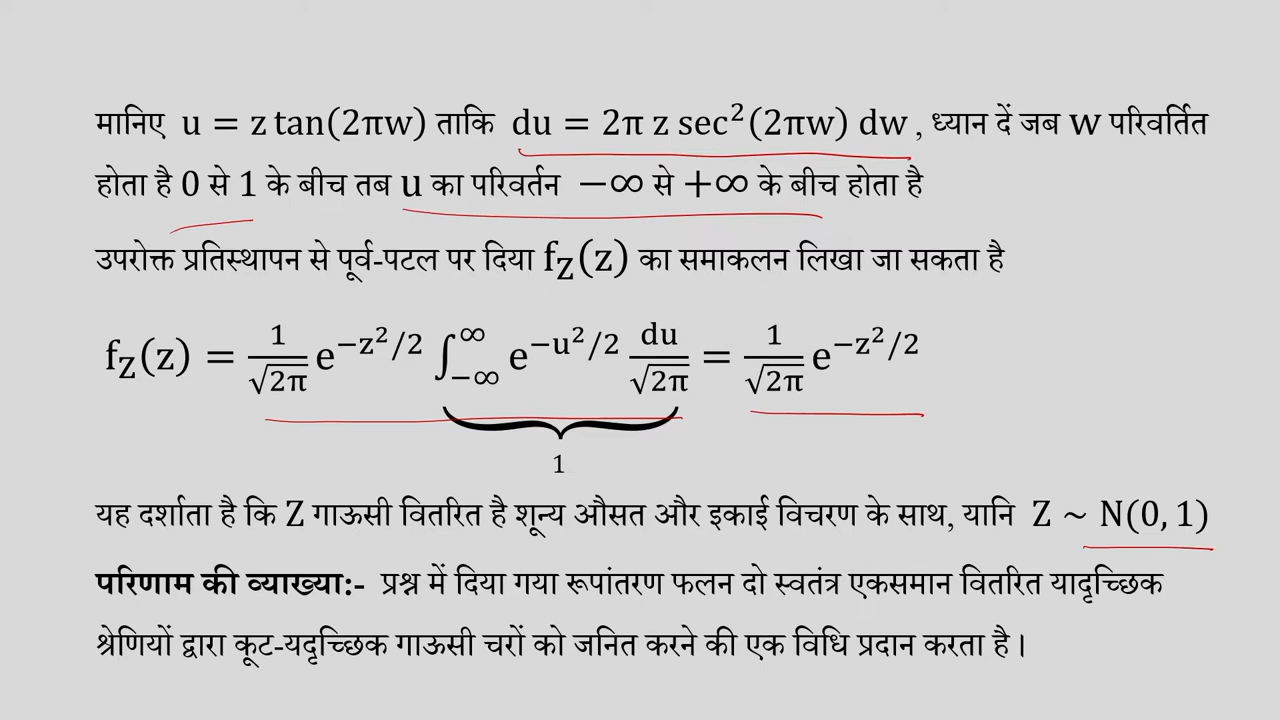 मानिए u = z tan(2πw) ताकि du = 2π z sec²(2πw) dw , ध्यान दें जब w परिवर्तित
होता है 0 से 1 के बीच तब u का परिवर्तन −∞ से +∞ के बीच होता है
उपरोक्त प्रतिस्थापन से पूर्व-पटल पर दिया f_Z(z) का समाकलन लिखा जा सकता है
f_Z(z) = 1/√2π e^(−z²/2) ∫_(−∞)^∞ e^(−u²/2) du/√2π = 1/√2π e^(−z²/2)
1
यह दर्शाता है कि Z गाऊसी वितरित है शून्य औसत और इकाई विचरण के साथ, यानि Z ~ N(0, 1)
परिणाम की व्याख्या:- प्रश्न में दिया गया रूपांतरण फलन दो स्वतंत्र एकसमान वितरित यादृच्छिक
श्रेणियों द्वारा कूट-यदृच्छिक गाऊसी चरों को जनित करने की एक विधि प्रदान करता है।